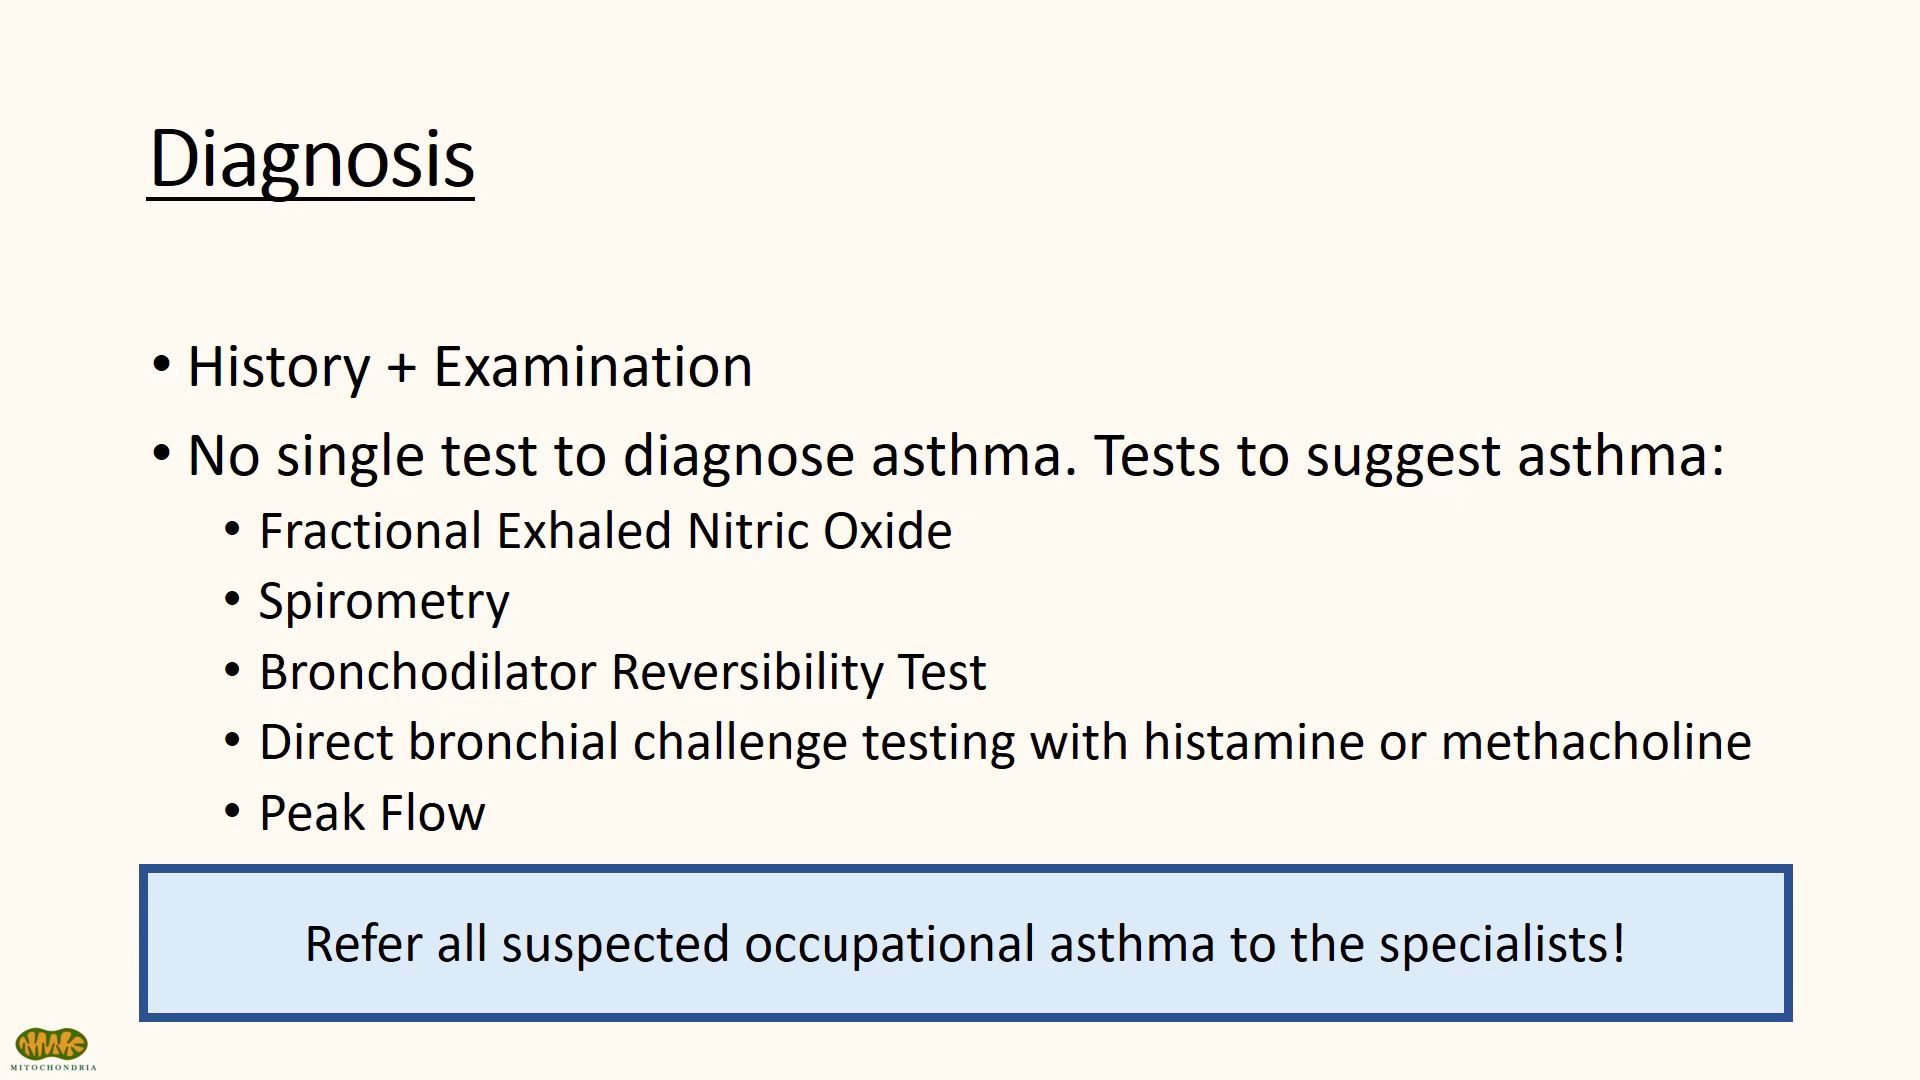 Diagnosis
• History + Examination
• No single test to diagnose asthma. Tests to suggest asthma:
• Fractional Exhaled Nitric Oxide
• Spirometry
• Bronchodilator Reversibility Test
• Direct bronchial challenge testing with histamine or methacholine
• Peak Flow
Refer all suspected occupational asthma to the specialists!
MITOCHONDRIA